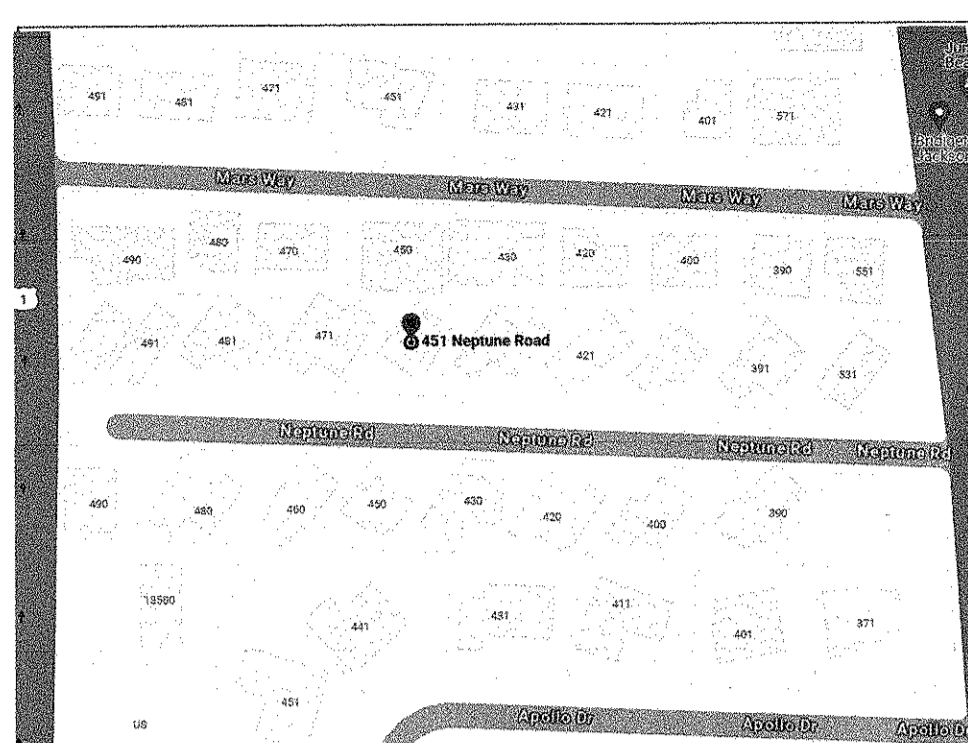 491 481 471 451 431 421 401 571
Mars Way Mars Way Mars Way Mars Way
490 480 470 450 430 420 400 390 551
1
491 481 471 451 Neptune Road 421 391 531
Neptune Rd Neptune Rd Neptune Rd Neptune Rd
490 480 460 450 430 420 400 390
441 431 411 401 371
451
US
Apollo Dr Apollo Dr Apollo Dr